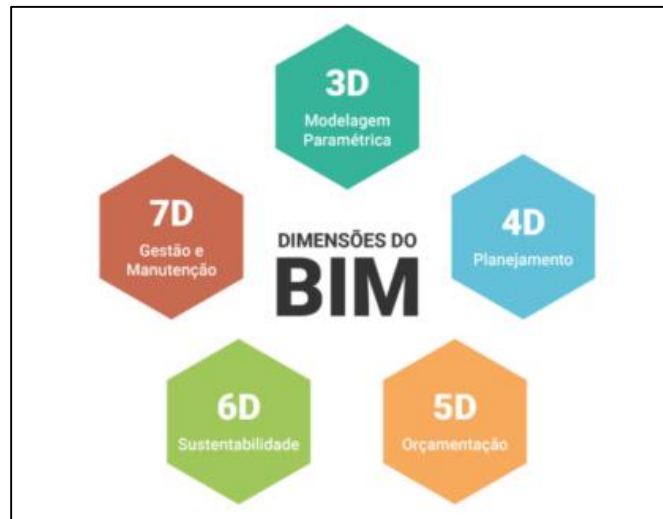 3D
Modelagem
Paramétrica
7D
Gestão e
Manutenção
DIMENSÕES DO
BIM
4D
Planejamento
6D
Sustentabilidade
5D
Orçamentação